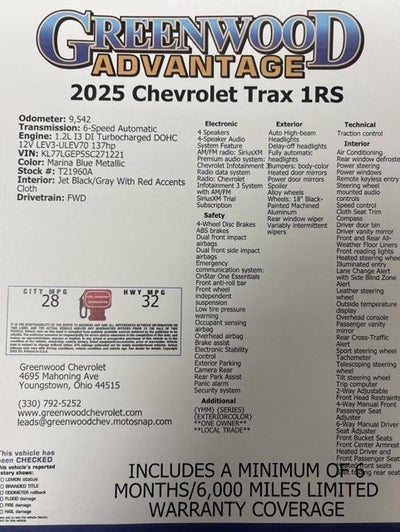 GREENWOOD
ADVANTAGE
2025 Chevrolet Trax 1RS
Odometer: 9,542
Transmission: 6-Speed Automatic
Engine: 1.2L I3 DI Turbocharged DOHC
12V LEV3-ULEV70 137hp
VIN: KL77LGEP5SC271221
Color: Marina Blue Metallic
Stock #: T21960A
Interior: Jet Black/Gray With Red Accents
Cloth
Drivetrain: FWD
CITY MPG
28
HWY MPG
32
Greenwood Chevrolet
4695 Mahoning Ave
Youngstown, Ohio 44515
(330) 792-5252
www.greenwoodchevrolet.com
leads@greenwoodchev.motosnap.com
This vehicle has
been CHECKED
this vehicle's reported
story shows:
LEMON status
BRANDED TITLE
ODOMETER rollback
FLOOD damage
FIRE damage
HAIL damage
Electronic
4 Speakers
4-Speaker Audio
System Feature
AM/FM radio: SiriusXM
Premium audio system:
Chevrolet Infotainment 3
Radio data system
Radio: Chevrolet
Infotainment 3 System
with AM/FM
SiriusXM Trial
Subscription
Safety
4-Wheel Disc Brakes
ABS brakes
Dual front impact
airbags
Dual front side impact
airbags
Emergency
communication system:
OnStar One Essentials
Front anti-roll bar
Front wheel
independent
suspension
Low tire pressure
warning
Occupant sensing
airbag
Overhead airbag
Brake assist
Electronic Stability
Control
Exterior Parking
Camera Rear
Rear Park Assist
Panic alarm
Security system
Additional
{YMM} {SERIES}
{EXTERIORCOLOR}
**ONE OWNER**
**LOCAL TRADE**
Exterior
Auto High-beam
Headlights
Delay-off headlights
Fully automatic
headlights
Bumpers: body-color
Heated door mirrors
Power door mirrors
Spoiler
Alloy wheels
Wheels: 18" Black-
Painted Machined
Aluminum
Rear window wiper
Variably intermittent
wipers
Technical
Traction control
Interior
Air Conditioning
Rear window defroster
Power steering
Power windows
Remote keyless entry
Steering wheel
mounted audio
controls
Speed control
Cloth Seat Trim
Compass
Driver door bin
Driver vanity mirror
Front and Rear All-
Weather Floor Liners
Front reading lights
Heated steering wheel
Illuminated entry
Lane Change Alert
with Side Blind Zone
Alert
Leather steering
wheel
Outside temperature
display
Overhead console
Passenger vanity
mirror
Rear Cross-Traffic
Alert
Sport steering wheel
Tachometer
Telescoping steering
wheel
Tilt steering wheel
Trip computer
2-Way Adjustable
Front Head Restraints
4-Way Manual Front
Passenger Seat
Adjuster
6-Way Manual Driver
Seat Adjuster
Front Bucket Seats
Front Center Armrest
Heated Driver and
Front Passenger Seats
INCLUDES A MINIMUM OF 6
MONTHS/6,000 MILES LIMITED
WARRANTY COVERAGE